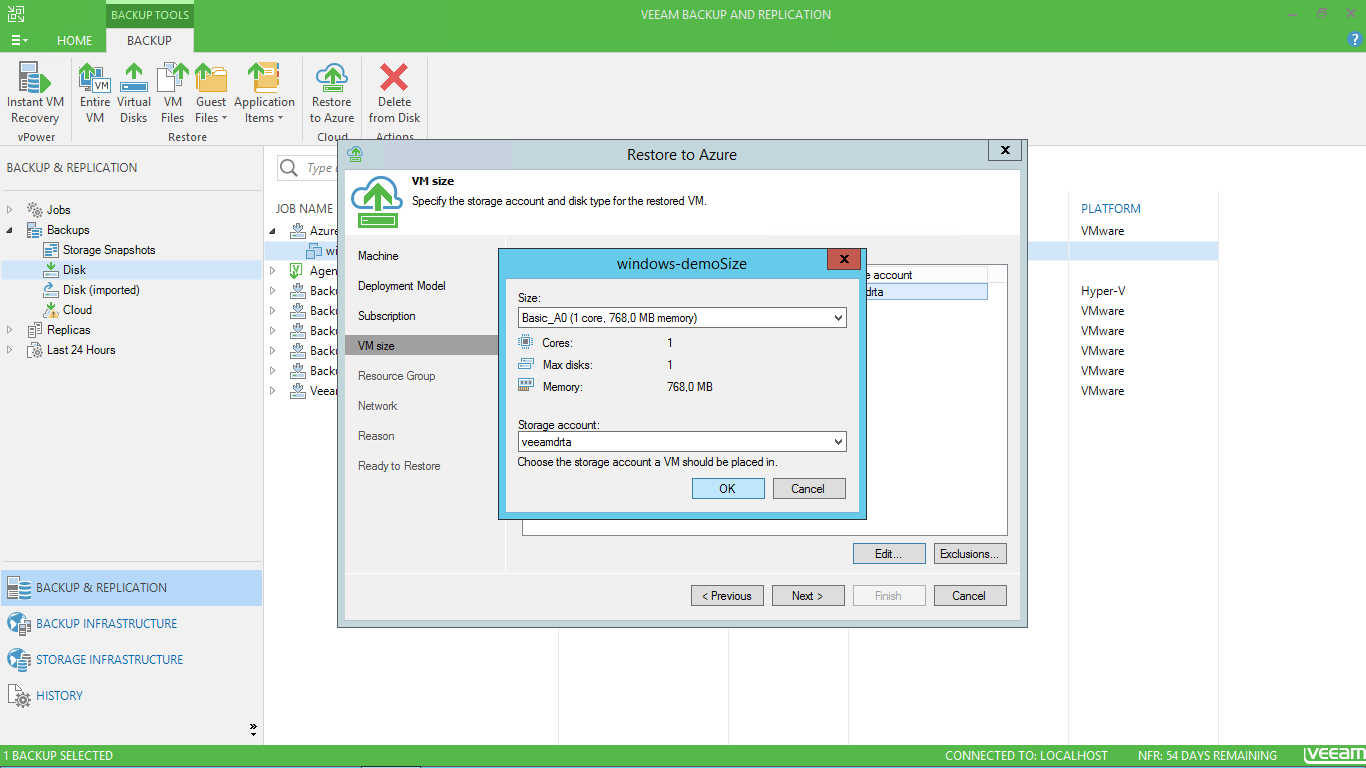 BACKUP TOOLS
VEEAM BACKUP AND REPLICATION
HOME
BACKUP
Instant VM Recovery
Entire VM
Virtual Disks
VM Files
Guest Files
Application Items
Restore to Azure
Delete from Disk
vPower
Restore
Cloud
Actions
BACKUP & REPLICATION
Jobs
Backups
Storage Snapshots
Disk
Disk (imported)
Cloud
Replicas
Last 24 Hours
BACKUP & REPLICATION
BACKUP INFRASTRUCTURE
STORAGE INFRASTRUCTURE
HISTORY
Type
JOB NAME
Azure
wi
Agen
Backu
Backu
Backu
Backu
Backu
Veear
PLATFORM
VMware
Hyper-V
VMware
VMware
VMware
VMware
VMware
Restore to Azure
VM size
Specify the storage account and disk type for the restored VM.
Machine
Deployment Model
Subscription
VM size
Resource Group
Network
Reason
Ready to Restore
e account
drta
windows-demoSize
Size:
Basic_A0 (1 core, 768,0 MB memory)
Cores: 1
Max disks: 1
Memory: 768,0 MB
Storage account:
veeamdrta
Choose the storage account a VM should be placed in.
OK
Cancel
Edit...
Exclusions...
< Previous
Next >
Finish
Cancel
1 BACKUP SELECTED
CONNECTED TO: LOCALHOST
NFR: 54 DAYS REMAINING
veeam